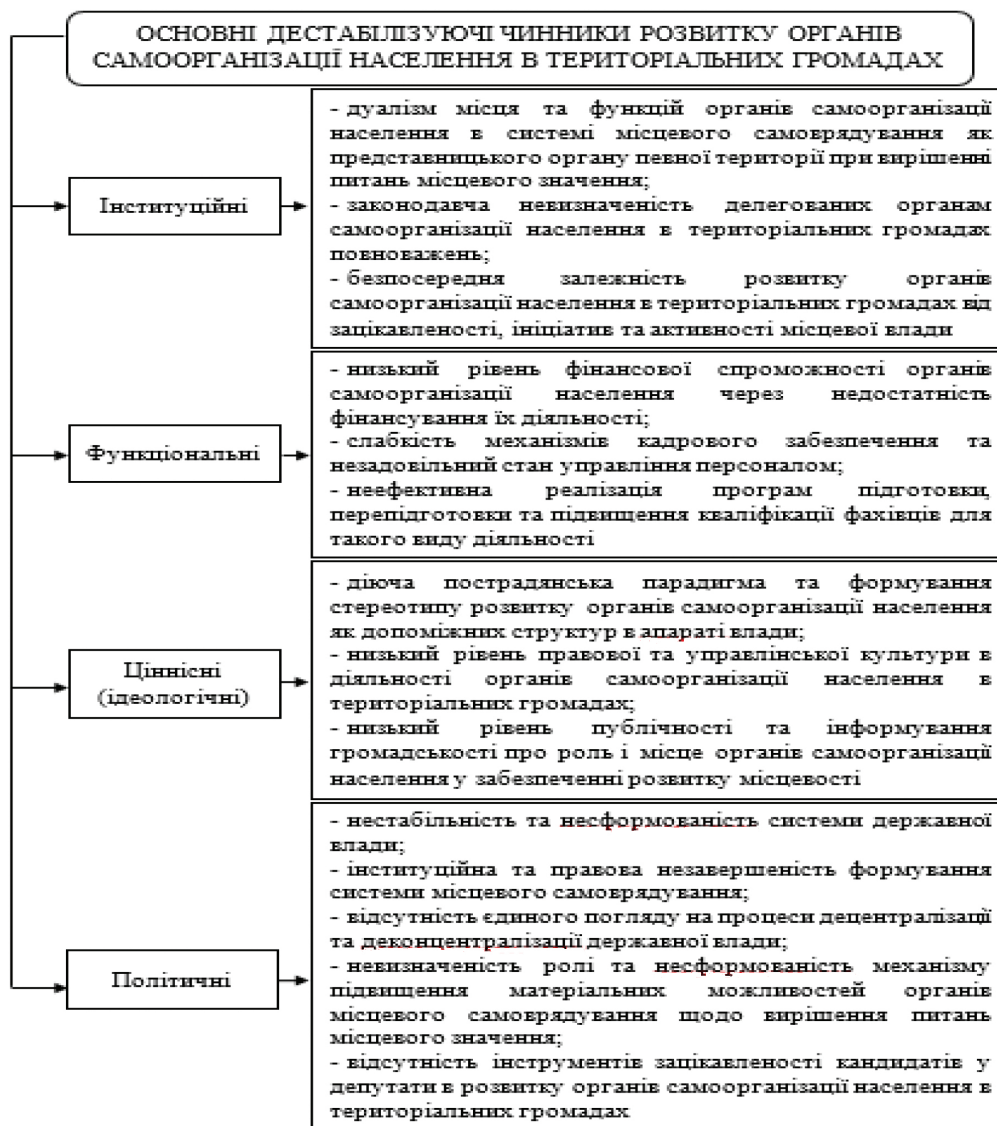 ОСНОВНІ ДЕСТАБІЛІЗУЮЧІ ЧИННИКИ РОЗВИТКУ ОРГАНІВ
САМООРГАНІЗАЦІЇ НАСЕЛЕННЯ В ТЕРИТОРІАЛЬНИХ ГРОМАДАХ
Інституційні
- дуалізм місця та функцій органів самоорганізації
населення в системі місцевого самоврядування як
представницького органу певної території при вирішенні
питань місцевого значення;
- законодавча невизначеність делегованих органам
самоорганізації населення в територіальних громадах
повноважень;
- безпосередня залежність розвитку органів
самоорганізації населення в територіальних громадах від
зацікавленості, ініціатив та активності місцевої влади
Функціональні
- низький рівень фінансової спроможності органів
самоорганізації населення через недостатність
фінансування їх діяльності;
- слабкість механізмів кадрового забезпечення та
незадовільний стан управління персоналом;
- неефективна реалізація програм підготовки,
перепідготовки та підвищення кваліфікації фахівців для
такого виду діяльності
Ціннісні
(ідеологічні)
- діюча пострадянська парадигма та формування
стереотипу розвитку органів самоорганізації населення
як допоміжних структур в апараті влади;
- низький рівень правової та управлінської культури в
діяльності органів самоорганізації населення в
територіальних громадах;
- низький рівень публічності та інформування
громадськості про роль і місце органів самоорганізації
населення у забезпеченні розвитку місцевості
Політичні
- нестабільність та несформованість системи державної
влади;
- інституційна та правова незавершеність формування
системи місцевого самоврядування;
- відсутність єдиного погляду на процеси децентралізації
та деконцентралізації державної влади;
- невизначеність ролі та несформованість механізму
підвищення матеріальних можливостей органів
місцевого самоврядування щодо вирішення питань
місцевого значення;
- відсутність інструментів зацікавленості кандидатів у
депутати в розвитку органів самоорганізації населення в
територіальних громадах